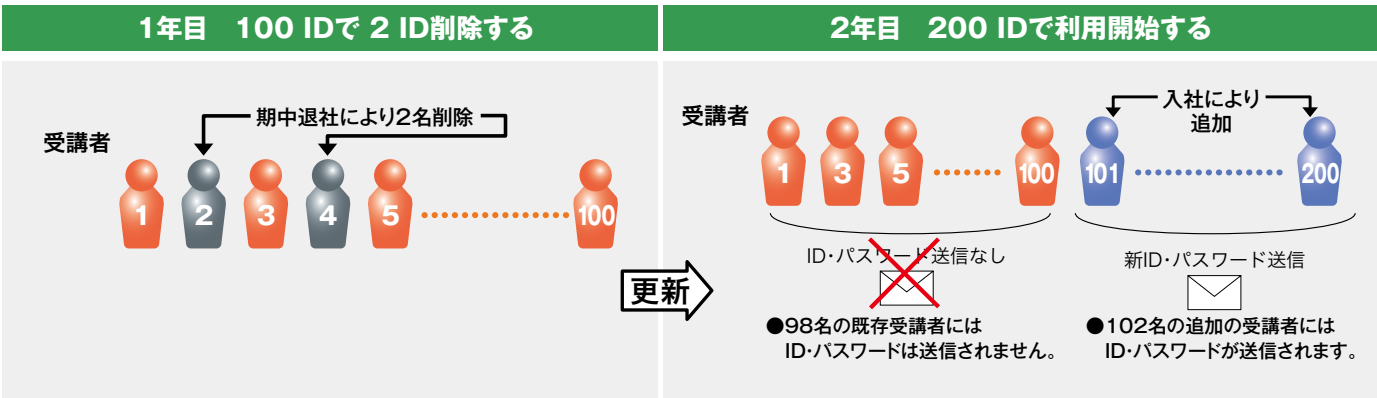 1年目　100 IDで 2 ID削除する
期中退社により2名削除
受講者
1 2 3 4 5 100
更新
2年目　200 IDで利用開始する
受講者
入社により
追加
1 3 5 100 101 200
ID・パスワード送信なし
●98名の既存受講者には
ID・パスワードは送信されません。
新ID・パスワード送信
●102名の追加の受講者には
ID・パスワードが送信されます。